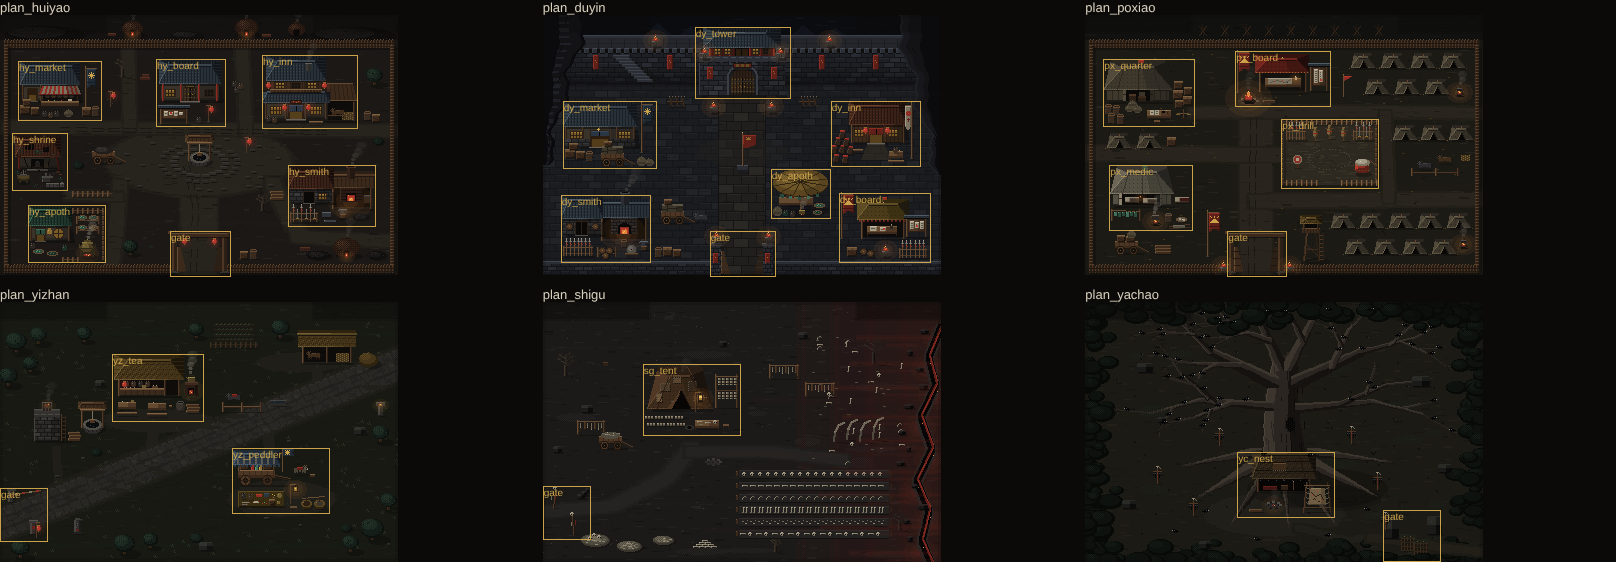 plan_huiyao
plan_duyin
plan_poxiao
hy_market
hy_board
hy_inn
hy_shrine
hy_smith
hy_apoth
gate
dy_tower
dy_market
dy_inn
dy_apoth
dy_smith
dy_board
gate
px_quarter
px_board
px_drill
px_medic
gate
plan_yizhan
plan_shigu
plan_yachao
yz_tea
yz_peddler
gate
sg_tent
gate
yc_nest
gate